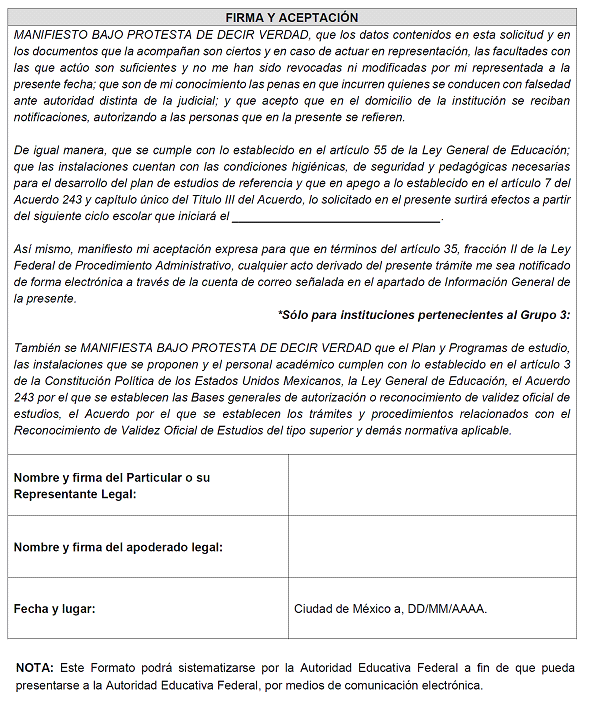 FIRMA Y ACEPTACIÓN
MANIFIESTO BAJO PROTESTA DE DECIR VERDAD, que los datos contenidos en esta solicitud y en
los documentos que la acompañan son ciertos y en caso de actuar en representación, las facultades con
las que actúo son suficientes y no me han sido revocadas ni modificadas por mi representada a la
presente fecha; que son de mi conocimiento las penas en que incurren quienes se conducen con falsedad
ante autoridad distinta de la judicial; y que acepto que en el domicilio de la institución se reciban
notificaciones, autorizando a las personas que en la presente se refieren.
De igual manera, que se cumple con lo establecido en el artículo 55 de la Ley General de Educación;
que las instalaciones cuentan con las condiciones higiénicas, de seguridad y pedagógicas necesarias
para el desarrollo del plan de estudios de referencia y que en apego a lo establecido en el artículo 7 del
Acuerdo 243 y capítulo único del Título III del Acuerdo, lo solicitado en el presente surtirá efectos a partir
del siguiente ciclo escolar que iniciará el _______________________________.
Así mismo, manifiesto mi aceptación expresa para que en términos del artículo 35, fracción II de la Ley
Federal de Procedimiento Administrativo, cualquier acto derivado del presente trámite me sea notificado
de forma electrónica a través de la cuenta de correo señalada en el apartado de Información General de
la presente.
*Sólo para instituciones pertenecientes al Grupo 3:
También se MANIFIESTA BAJO PROTESTA DE DECIR VERDAD que el Plan y Programas de estudio,
las instalaciones que se proponen y el personal académico cumplen con lo establecido en el artículo 3
de la Constitución Política de los Estados Unidos Mexicanos, la Ley General de Educación, el Acuerdo
243 por el que se establecen las Bases generales de autorización o reconocimiento de validez oficial de
estudios, el Acuerdo por el que se establecen los trámites y procedimientos relacionados con el
Reconocimiento de Validez Oficial de Estudios del tipo superior y demás normativa aplicable.
Nombre y firma del Particular o su
Representante Legal:
Nombre y firma del apoderado legal:
Fecha y lugar: Ciudad de México a, DD/MM/AAAA.
NOTA: Este Formato podrá sistematizarse por la Autoridad Educativa Federal a fin de que pueda
presentarse a la Autoridad Educativa Federal, por medios de comunicación electrónica.